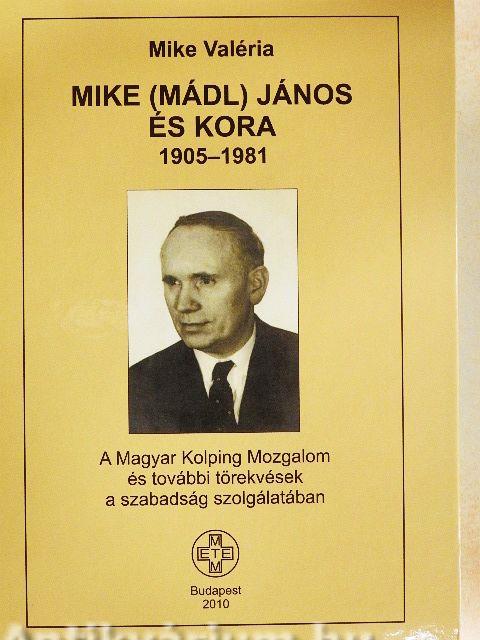 Mike Valéria
MIKE (MÁDL) JÁNOS
ÉS KORA
1905–1981
A Magyar Kolping Mozgalom
és további törekvések
a szabadság szolgálatában
M
ETE
M
Budapest
2010